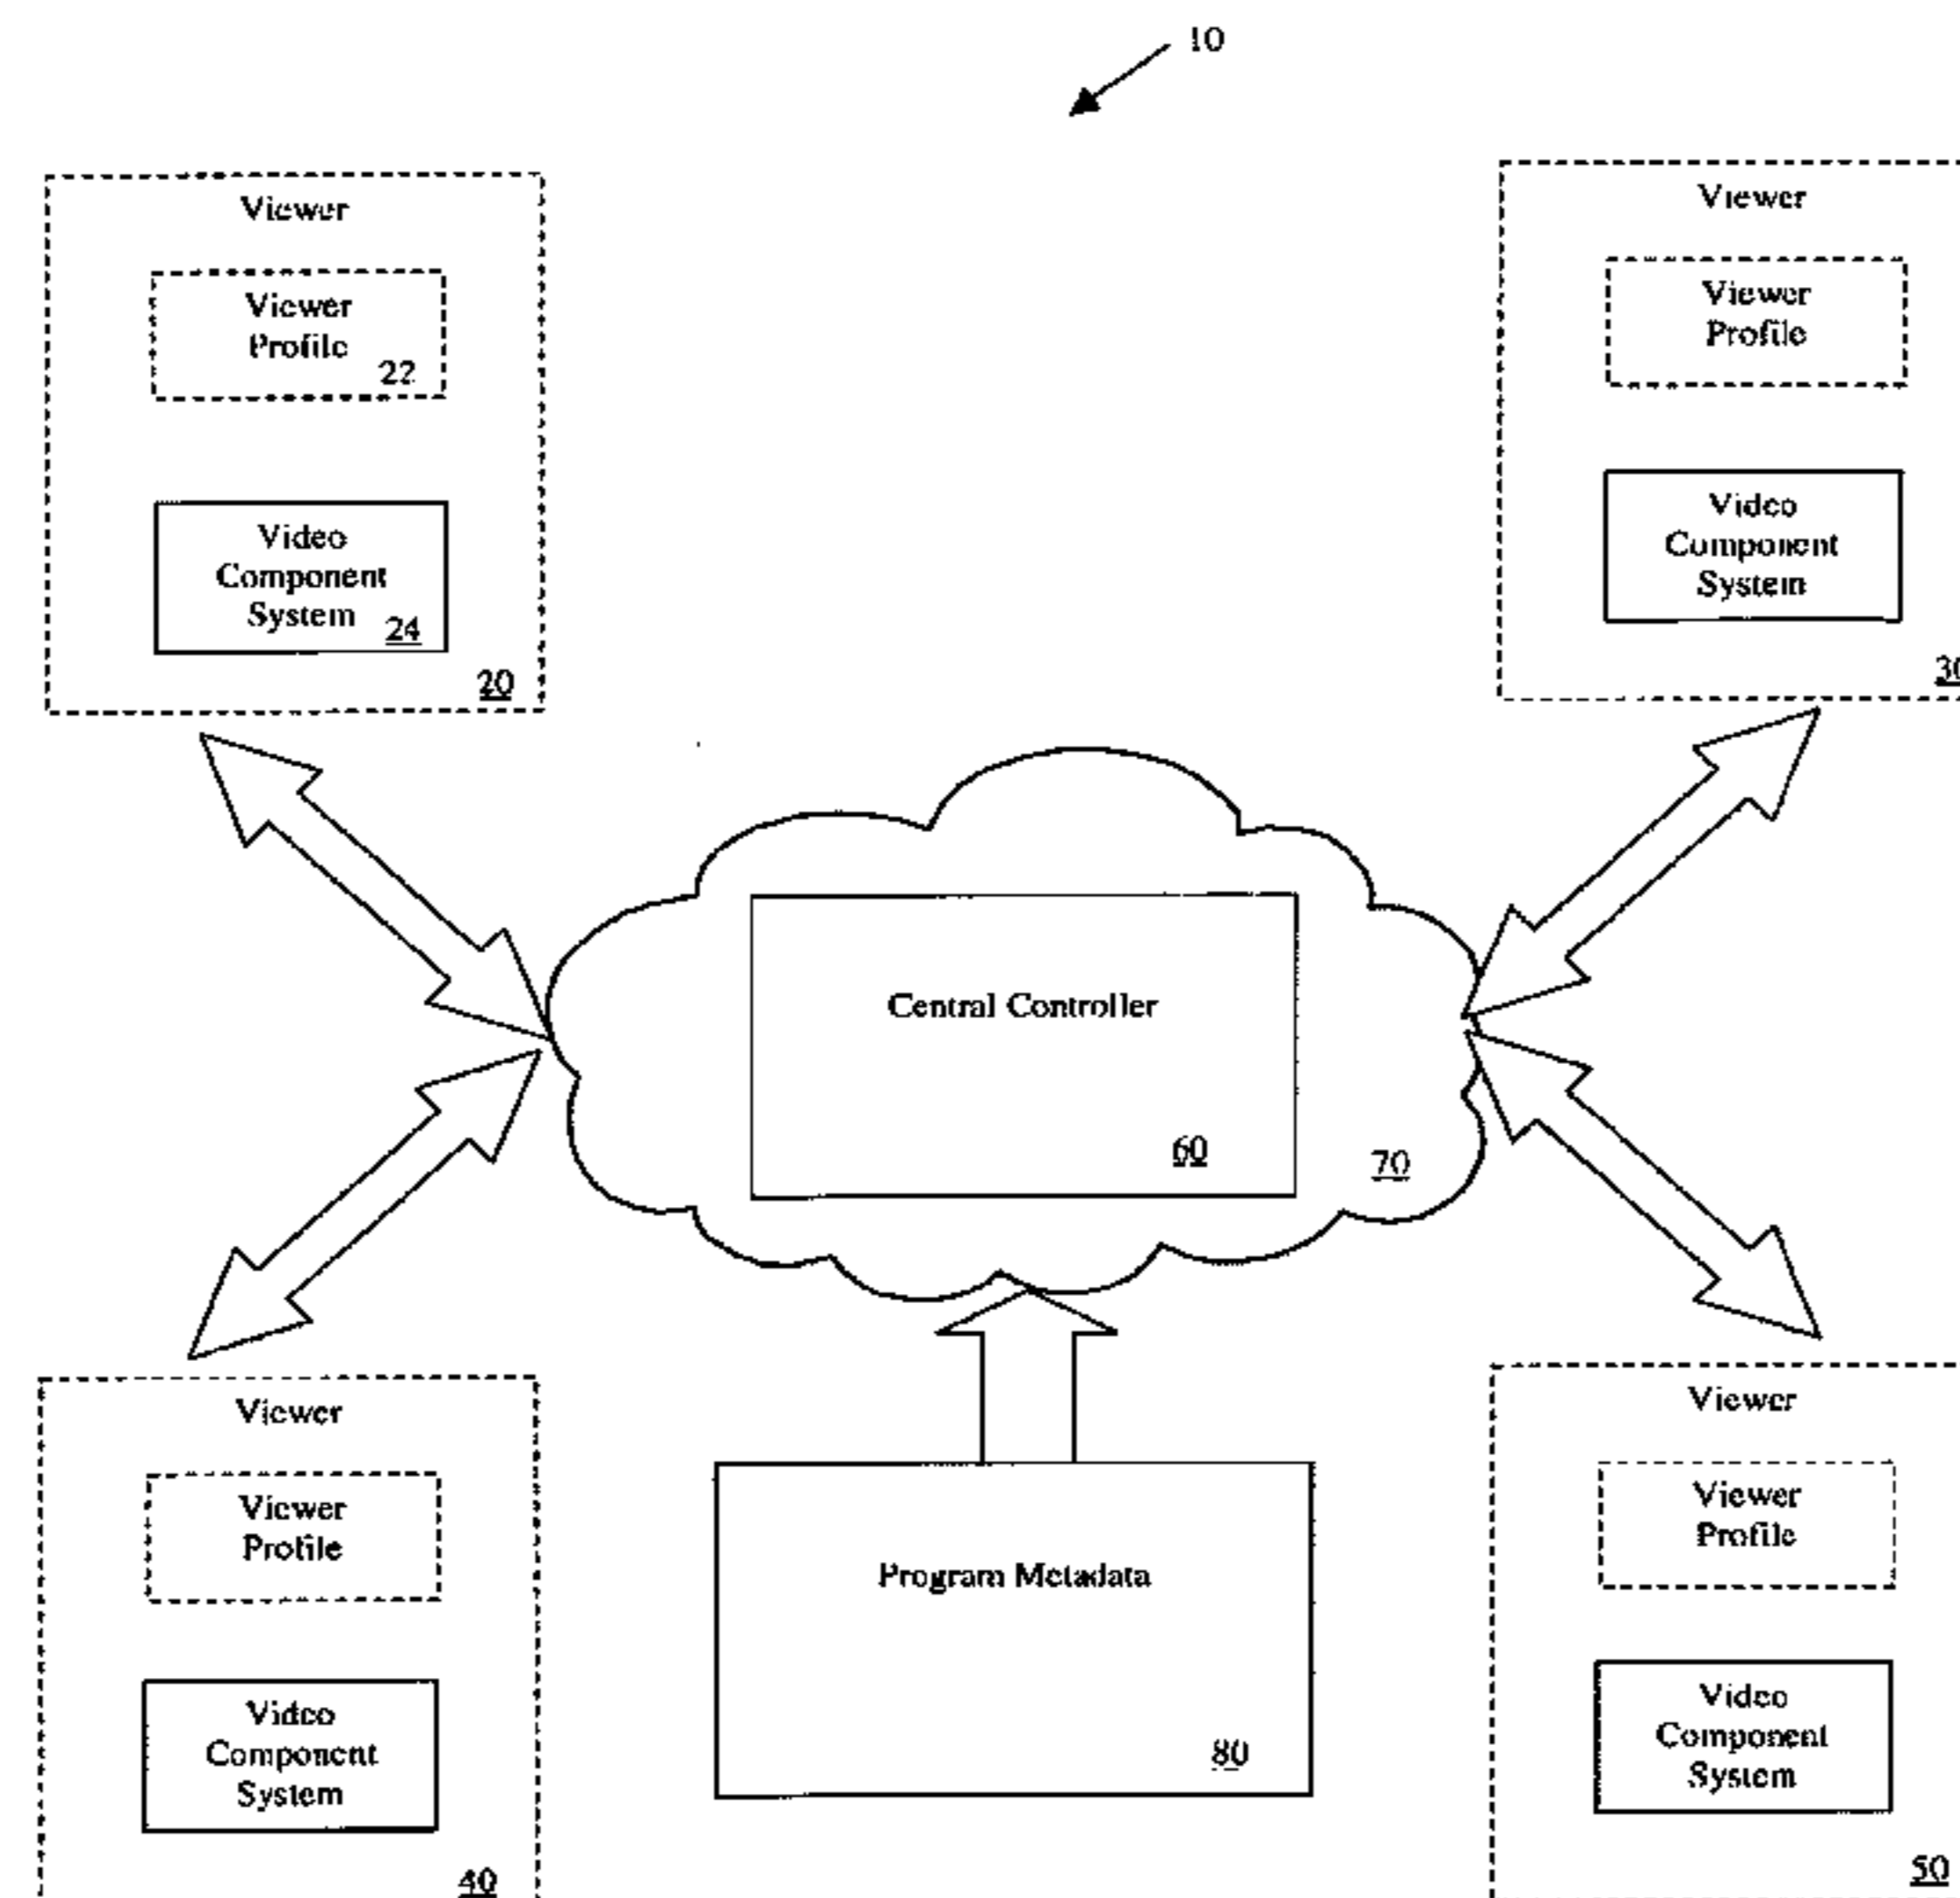 10
Viewer
Viewer
Profile
22
Video
Component
System
24
20
Viewer
Viewer
Profile
Video
Component
System
30
Central Controller
60
70
Viewer
Viewer
Profile
Video
Component
System
40
Program Metadata
80
Viewer
Viewer
Profile
Video
Component
System
50